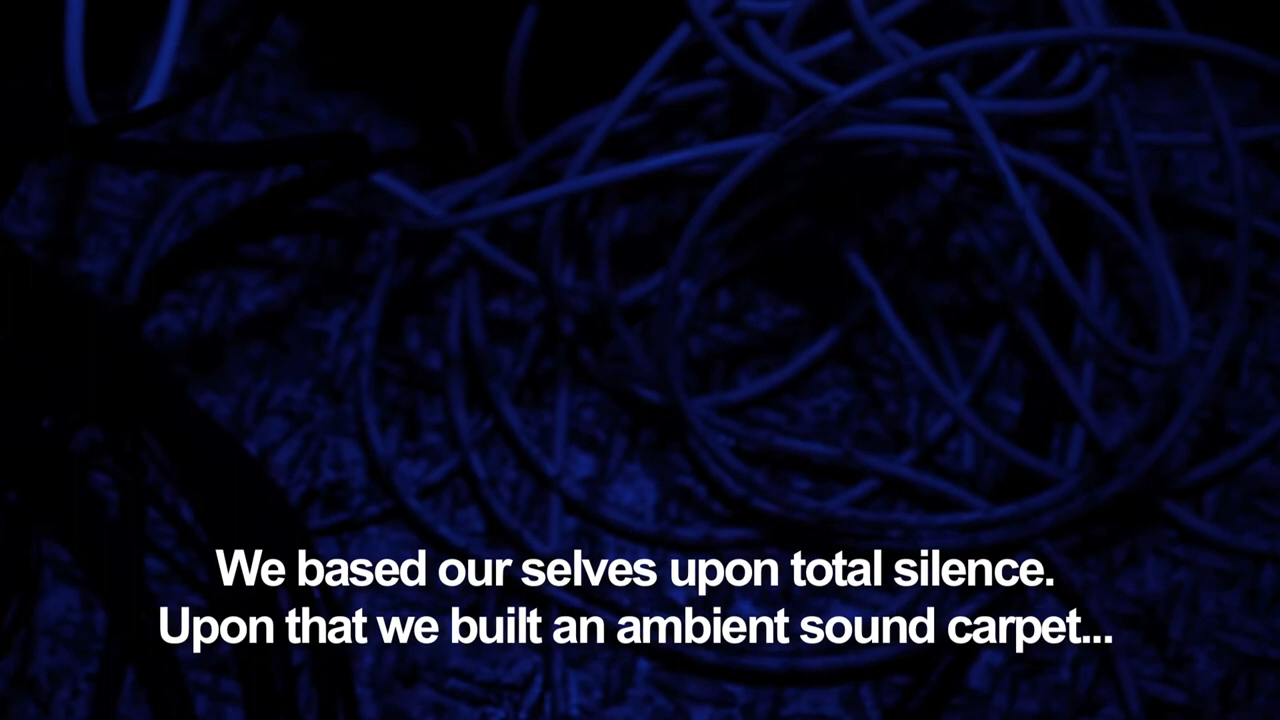 We based our selves upon total silence.
Upon that we built an ambient sound carpet...